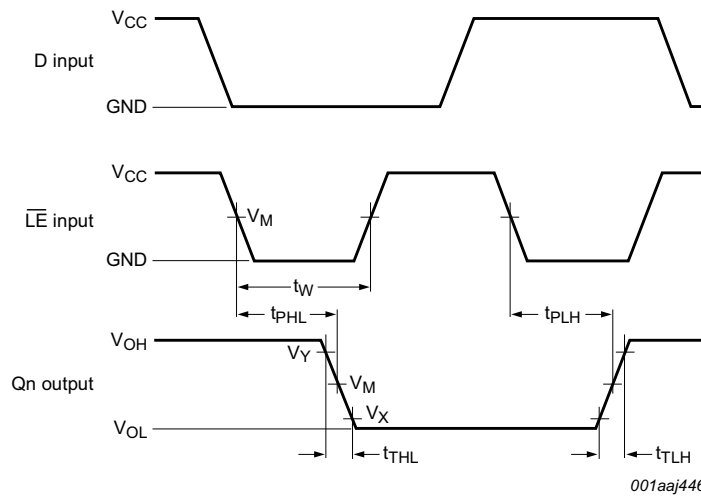 VCC
D input
GND
VCC
LE input
VM
GND
tW
tPHL
tPLH
VOH
VY
Qn output
VM
VX
VOL
tTHL
tTLH
001aaj446